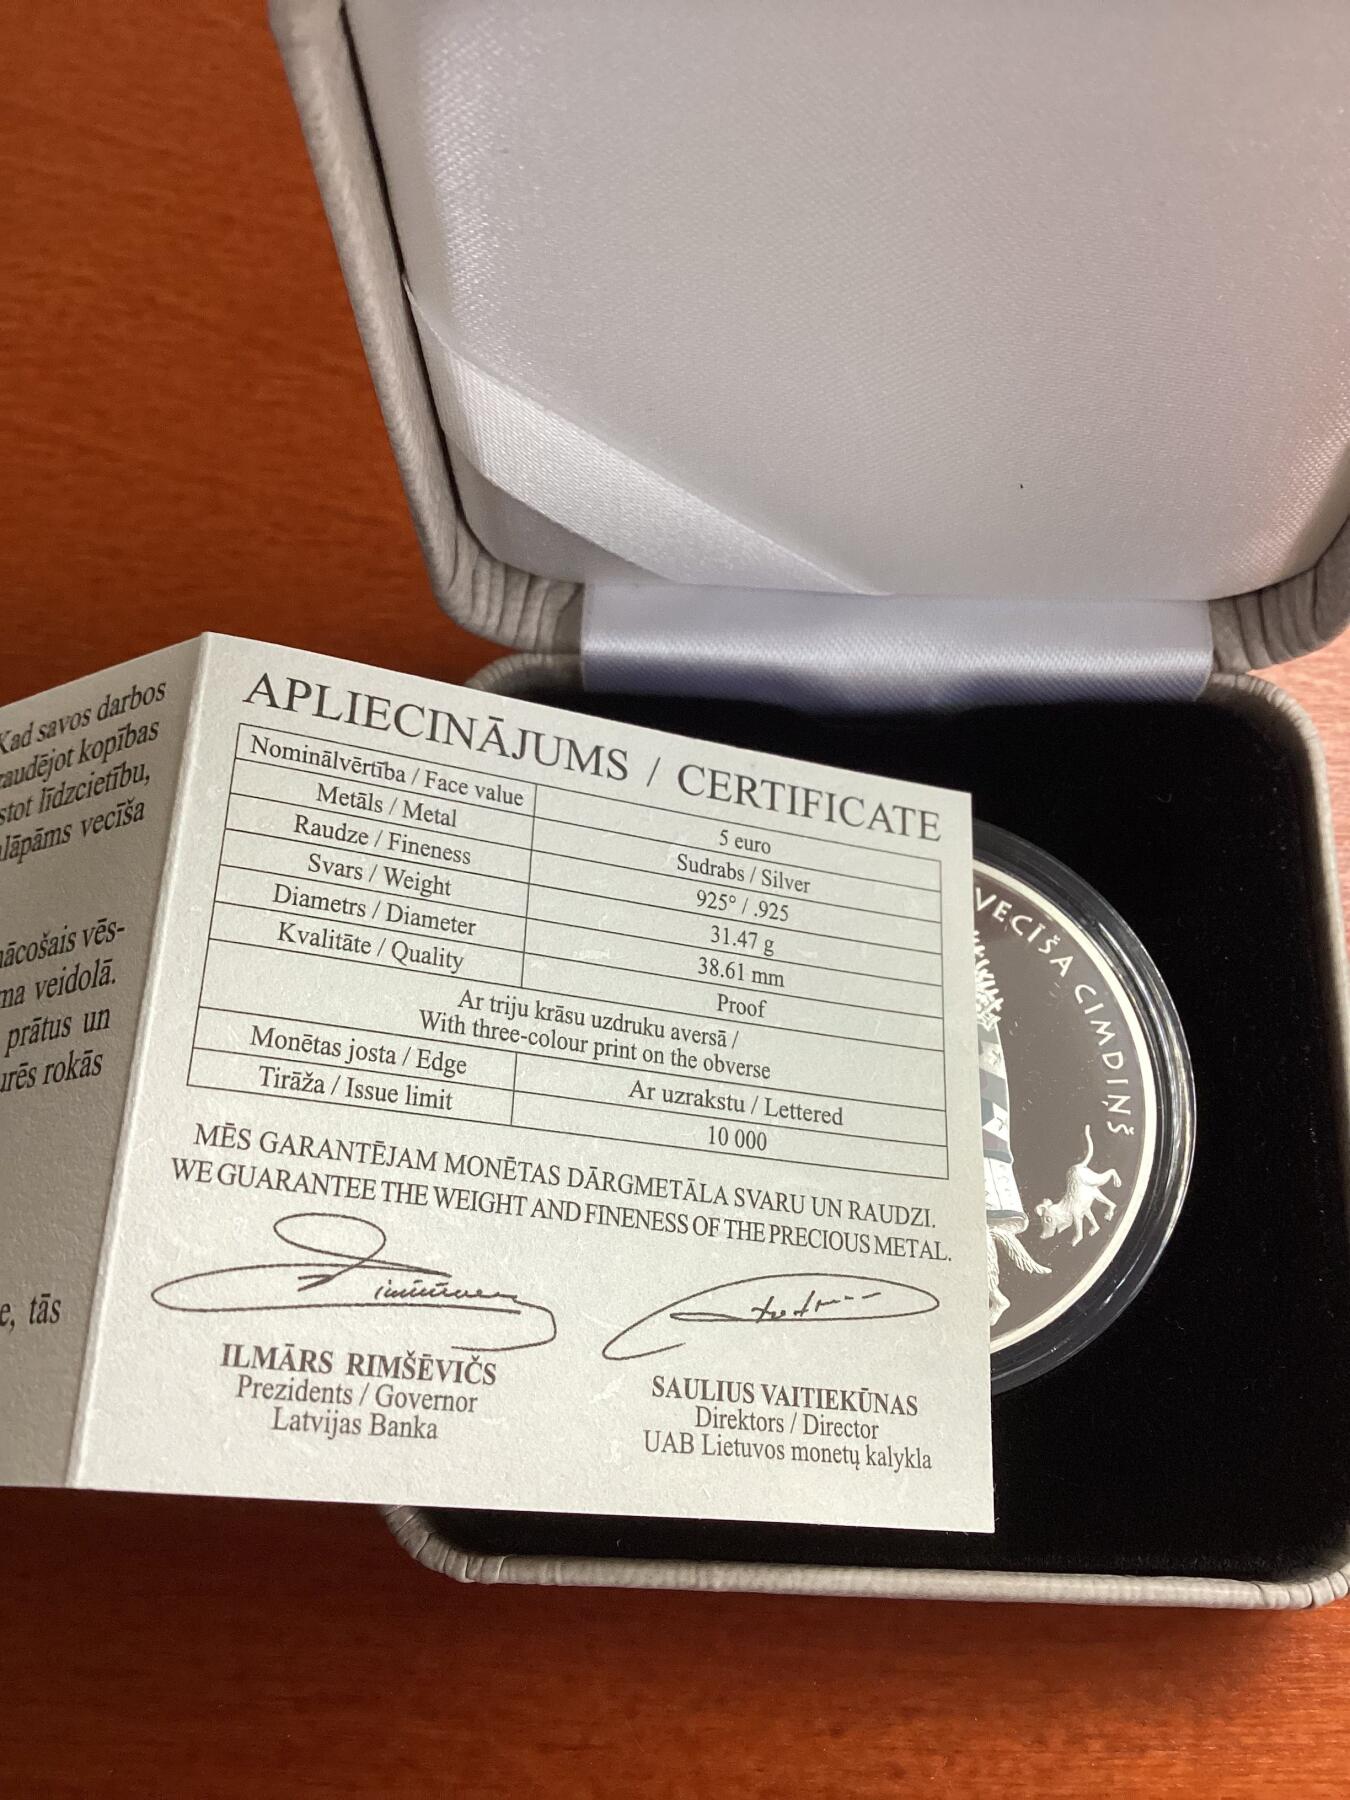 Kad savos darbos
kopības
līdzcietību,
vecīša
vēs-
veidolā.
prātus un
rokās
tās
APLIECINĀJUMS / CERTIFICATE
Nominālvērtība / Face value 5 euro
Metāls / Metal Sudrabs / Silver
Raudze / Fineness 925° / .925
Svars / Weight 31.47 g
Diametrs / Diameter 38.61 mm
Kvalitāte / Quality Proof
Ar triju krāsu uzdruku aversā /
With three-colour print on the obverse
Monētas josta / Edge Ar uzrakstu / Lettered
Tirāža / Issue limit 10 000
MĒS GARANTĒJAM MONĒTAS DĀRGMETĀLA SVARU UN RAUDZI.
WE GUARANTEE THE WEIGHT AND FINENESS OF THE PRECIOUS METAL.
ILMĀRS RIMŠĒVIČS
Prezidents / Governor
Latvijas Banka
SAULIUS VAITIEKŪNAS
Direktors / Director
UAB Lietuvos monetų kalykla
VECĪŠA CIMDIŅŠ